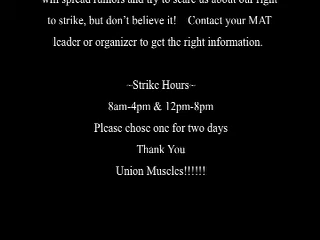 will spread rumors and try to scare us about our right
to strike, but don't believe it! Contact your MAT
leader or organizer to get the right information.
~Strike Hours~
8am-4pm & 12pm-8pm
Please chose one for two days
Thank You
Union Muscles!!!!!!